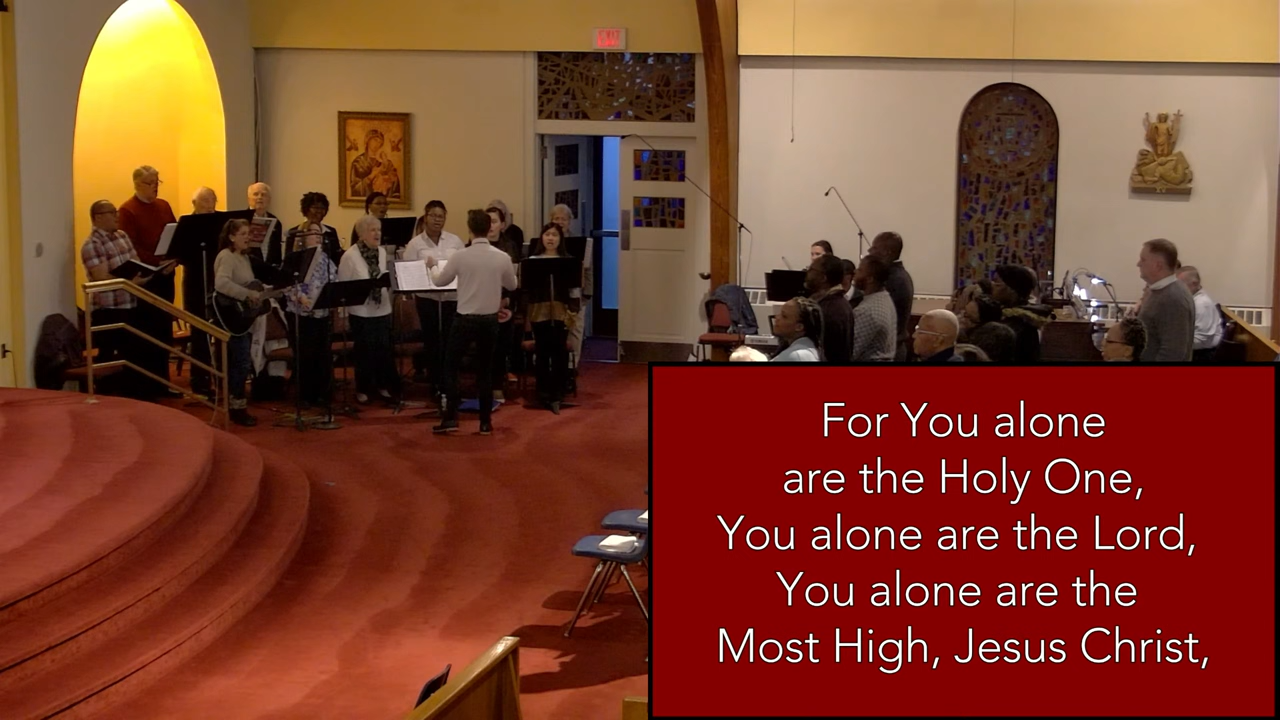 EXIT
For You alone
are the Holy One,
You alone are the Lord,
You alone are the
Most High, Jesus Christ,